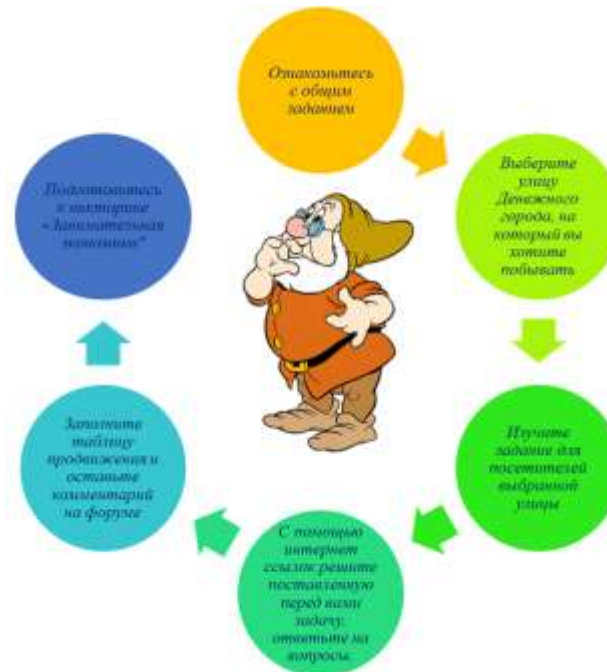 Ознакомьтесь
с общим
заданием
Выберите
улицу
Денежного
города, на
который вы
хотите
побывать
Изучите
задание для
посетителей
выбранной
улицы
С помощью
интернет
ссылок решите
поставленную
перед вами
задачу,
ответьте на
вопросы.
Заполните
таблицу
продвижения и
оставьте
комментарий
на форуме
Подготовьтесь
к викторине
«Занимательная